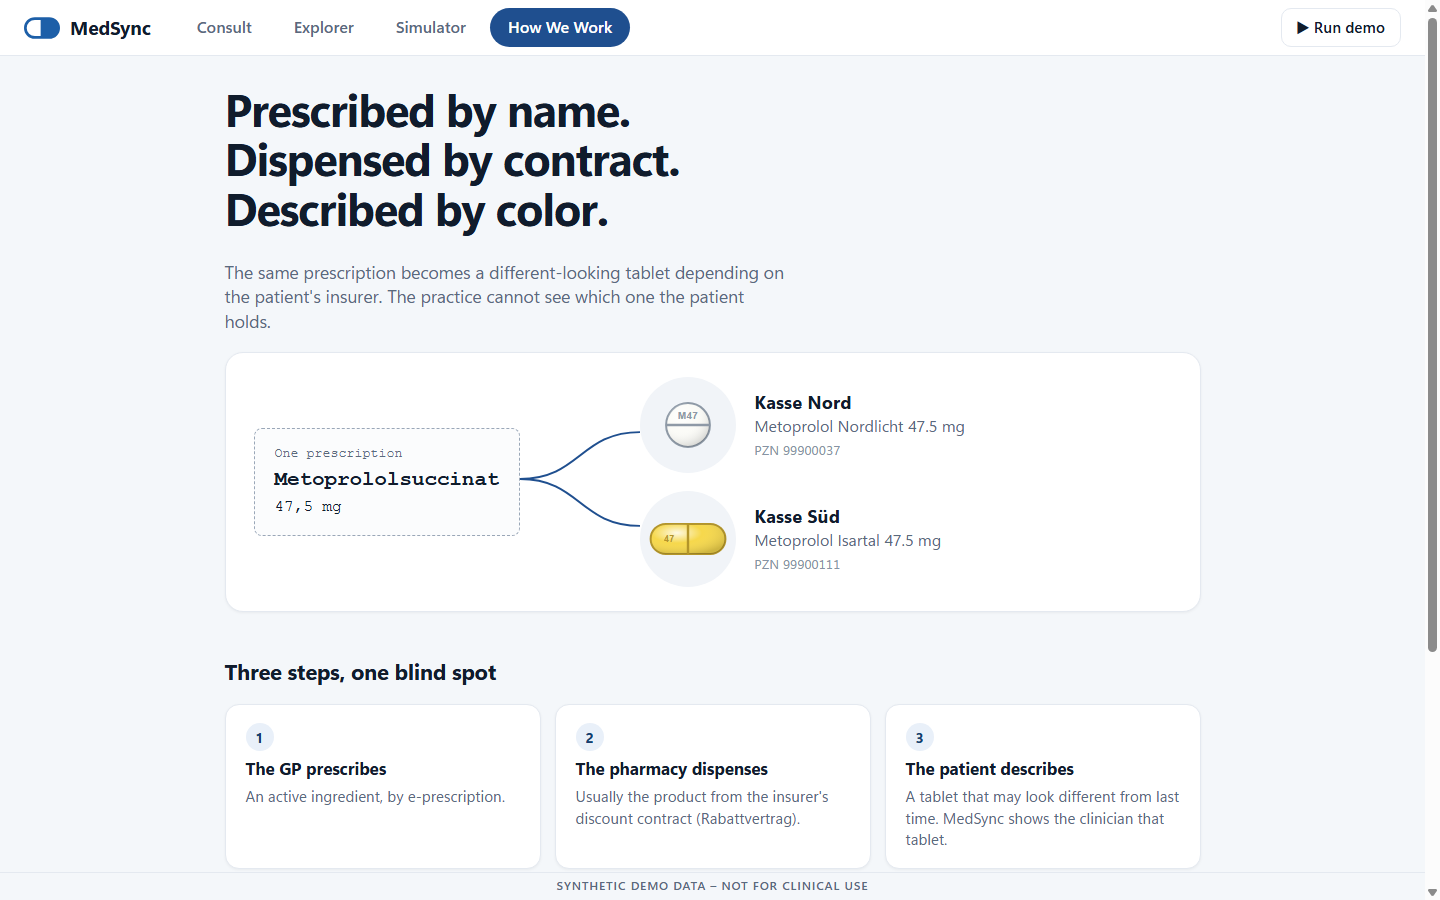 MedSync
Consult
Explorer
Simulator
How We Work
▶ Run demo
Prescribed by name.
Dispensed by contract.
Described by color.
The same prescription becomes a different-looking tablet depending on
the patient's insurer. The practice cannot see which one the patient
holds.
One prescription
Metoprololsuccinat
47,5 mg
M47
Kasse Nord
Metoprolol Nordlicht 47.5 mg
PZN 99900037
47
Kasse Süd
Metoprolol Isartal 47.5 mg
PZN 99900111
Three steps, one blind spot
1
The GP prescribes
An active ingredient, by e-prescription.
2
The pharmacy dispenses
Usually the product from the insurer's
discount contract (Rabattvertrag).
3
The patient describes
A tablet that may look different from last
time. MedSync shows the clinician that
tablet.
SYNTHETIC DEMO DATA – NOT FOR CLINICAL USE